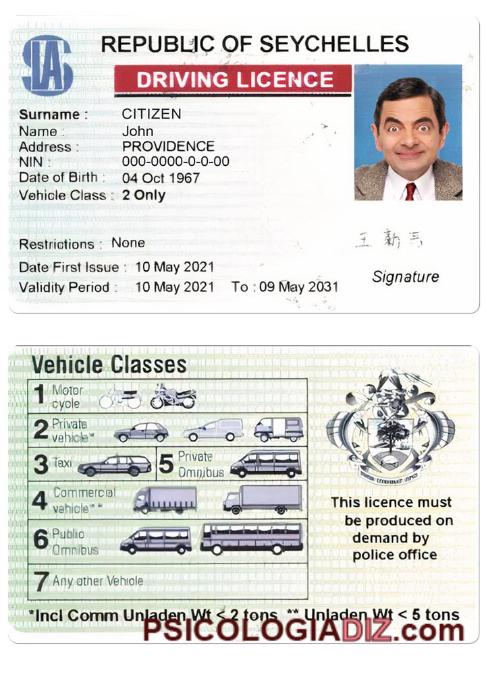 SLA
REPUBLIC OF SEYCHELLES
DRIVING LICENCE
Surname : CITIZEN
Name : John
Address : PROVIDENCE
NIN : 000-0000-0-0-00
Date of Birth : 04 Oct 1967
Vehicle Class : 2 Only
Restrictions : None
王新
Date First Issue : 10 May 2021
Signature
Validity Period : 10 May 2021 To : 09 May 2031
Vehicle Classes
1 Motor cycle
2 Private vehicle*
3 Taxi
5 Private Omnibus
4 Commercial vehicle**
6 Public Omnibus
7 Any other Vehicle
This licence must
be produced on
demand by
police office
*Incl Comm Unladen Wt < 2 tons ** Unladen Wt < 5 tons
PSICOLOGIADIZ.com